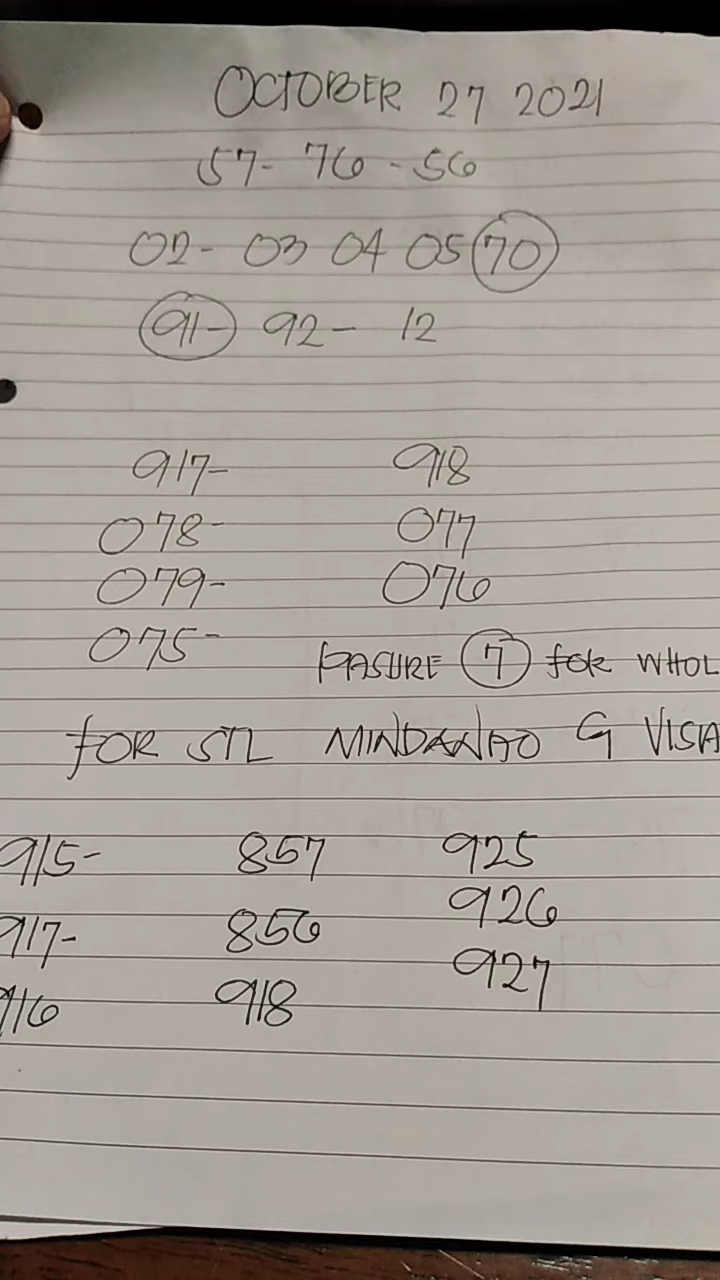 OCTOBER 27 2021
57- 76 - 56
02- 03 04 05 70
91- 92- 12
917- 918
078- 077
079- 076
075- PASURE 7 FOR WHOL
FOR STL MINDANAO G VISA
915- 857 925
926
917- 856
927
916 918